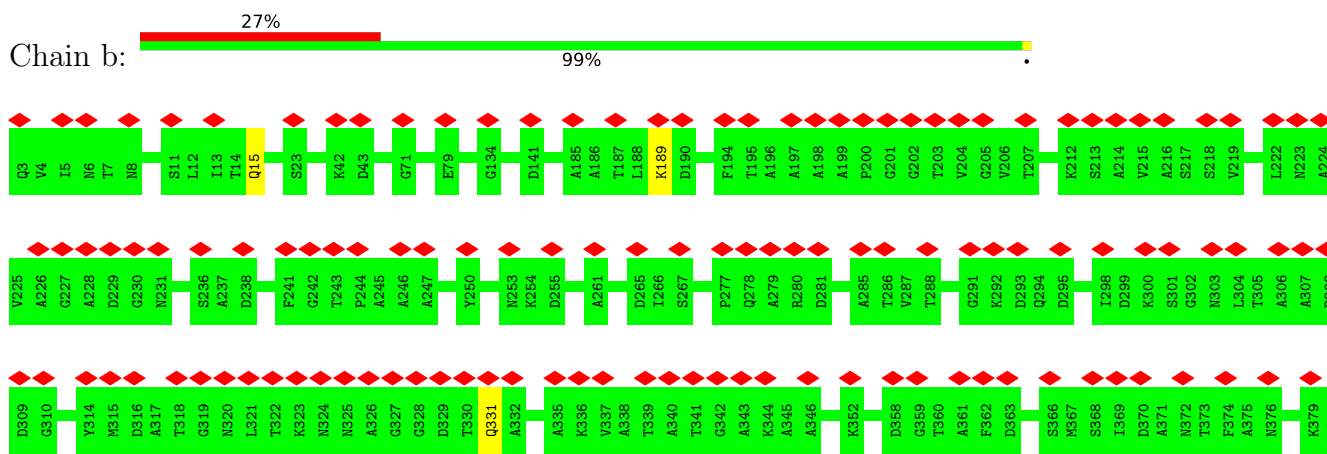 27%
Chain b:
99%
.
Q3 V4 I5 N6 T7 N8 S11 L12 I13 T14 Q15 S23 K42 D43 G71 E79 G134 D141 A185 A186 T187 L188 K189 D190 F194 T195 A196 A197 A198 A199 P200 G201 G202 T203 V204 G205 V206 T207 K212 S213 A214 V215 A216 S217 S218 V219 L222 N223 A224
V225 A226 G227 A228 D229 G230 N231 S236 A237 D238 F241 G242 T243 P244 A245 A246 A247 Y250 N253 K254 D255 A261 D265 I266 S267 P277 Q278 A279 R280 D281 A285 T286 V287 T288 G291 K292 D293 Q294 D295 I298 D299 K300 S301 G302 N303 L304 T305 A306 A307
D309 G310 Y314 M315 D316 A317 T318 G319 N320 L321 T322 K323 N324 N325 A326 G327 G328 D329 T330 Q331 A332 A335 K336 V337 A338 T339 A340 T341 G342 A343 K344 A345 A346 K352 D358 G359 T360 A361 F362 D363 S366 M367 S368 I369 D370 A371 N372 T373 F374 A375 N376 K379